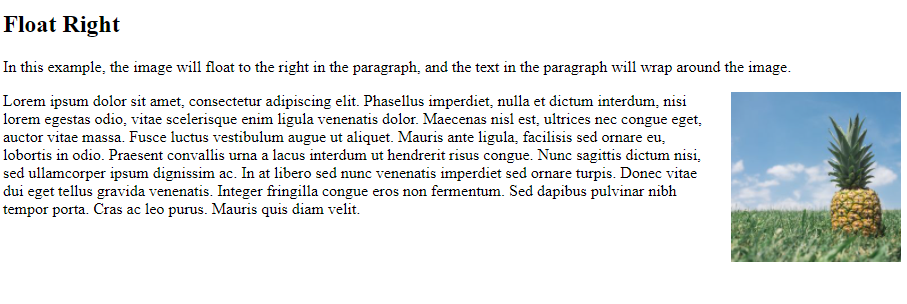 Float Right
In this example, the image will float to the right in the paragraph, and the text in the paragraph will wrap around the image.
Lorem ipsum dolor sit amet, consectetur adipiscing elit. Phasellus imperdiet, nulla et dictum interdum, nisi
lorem egestas odio, vitae scelerisque enim ligula venenatis dolor. Maecenas nisl est, ultrices nec congue eget,
auctor vitae massa. Fusce luctus vestibulum augue ut aliquet. Mauris ante ligula, facilisis sed ornare eu,
lobortis in odio. Praesent convallis urna a lacus interdum ut hendrerit risus congue. Nunc sagittis dictum nisi,
sed ullamcorper ipsum dignissim ac. In at libero sed nunc venenatis imperdiet sed ornare turpis. Donec vitae
dui eget tellus gravida venenatis. Integer fringilla congue eros non fermentum. Sed dapibus pulvinar nibh
tempor porta. Cras ac leo purus. Mauris quis diam velit.